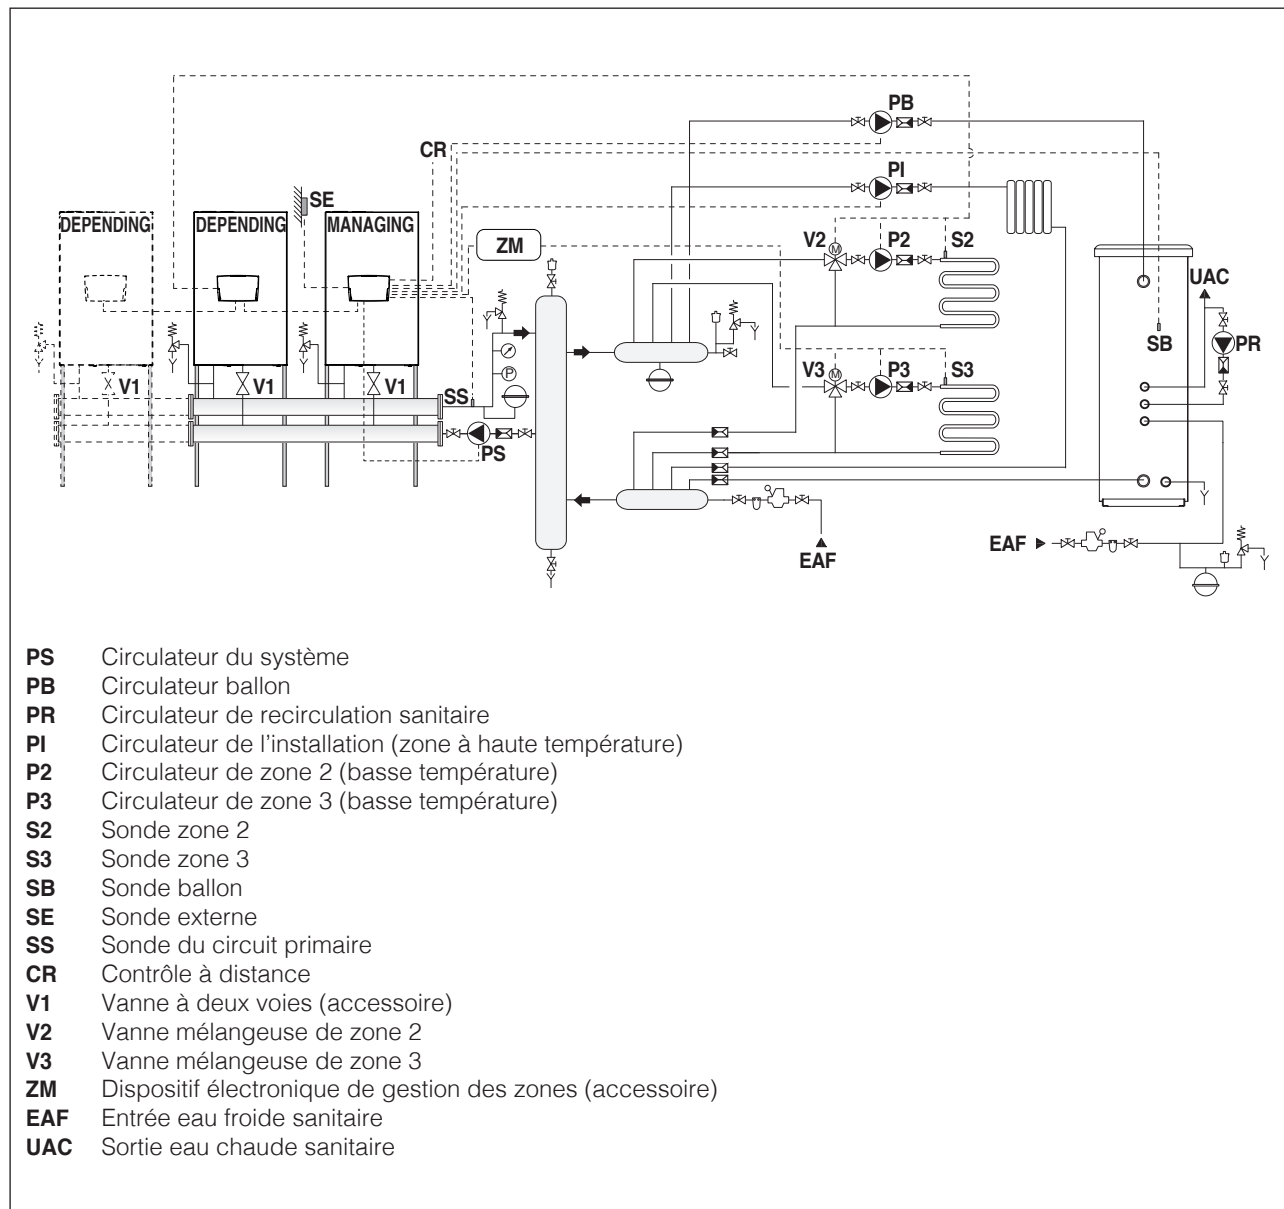 PB
CR
PI
SE
DEPENDING DEPENDING MANAGING
V2 P2 S2
ZM
UAC
SB PR
V1 V1 V1
SS
P
V3 P3 S3
M
M
PS
EAF
EAF
PS Circulateur du système
PB Circulateur ballon
PR Circulateur de recirculation sanitaire
PI Circulateur de l'installation (zone à haute température)
P2 Circulateur de zone 2 (basse température)
P3 Circulateur de zone 3 (basse température)
S2 Sonde zone 2
S3 Sonde zone 3
SB Sonde ballon
SE Sonde externe
SS Sonde du circuit primaire
CR Contrôle à distance
V1 Vanne à deux voies (accessoire)
V2 Vanne mélangeuse de zone 2
V3 Vanne mélangeuse de zone 3
ZM Dispositif électronique de gestion des zones (accessoire)
EAF Entrée eau froide sanitaire
UAC Sortie eau chaude sanitaire